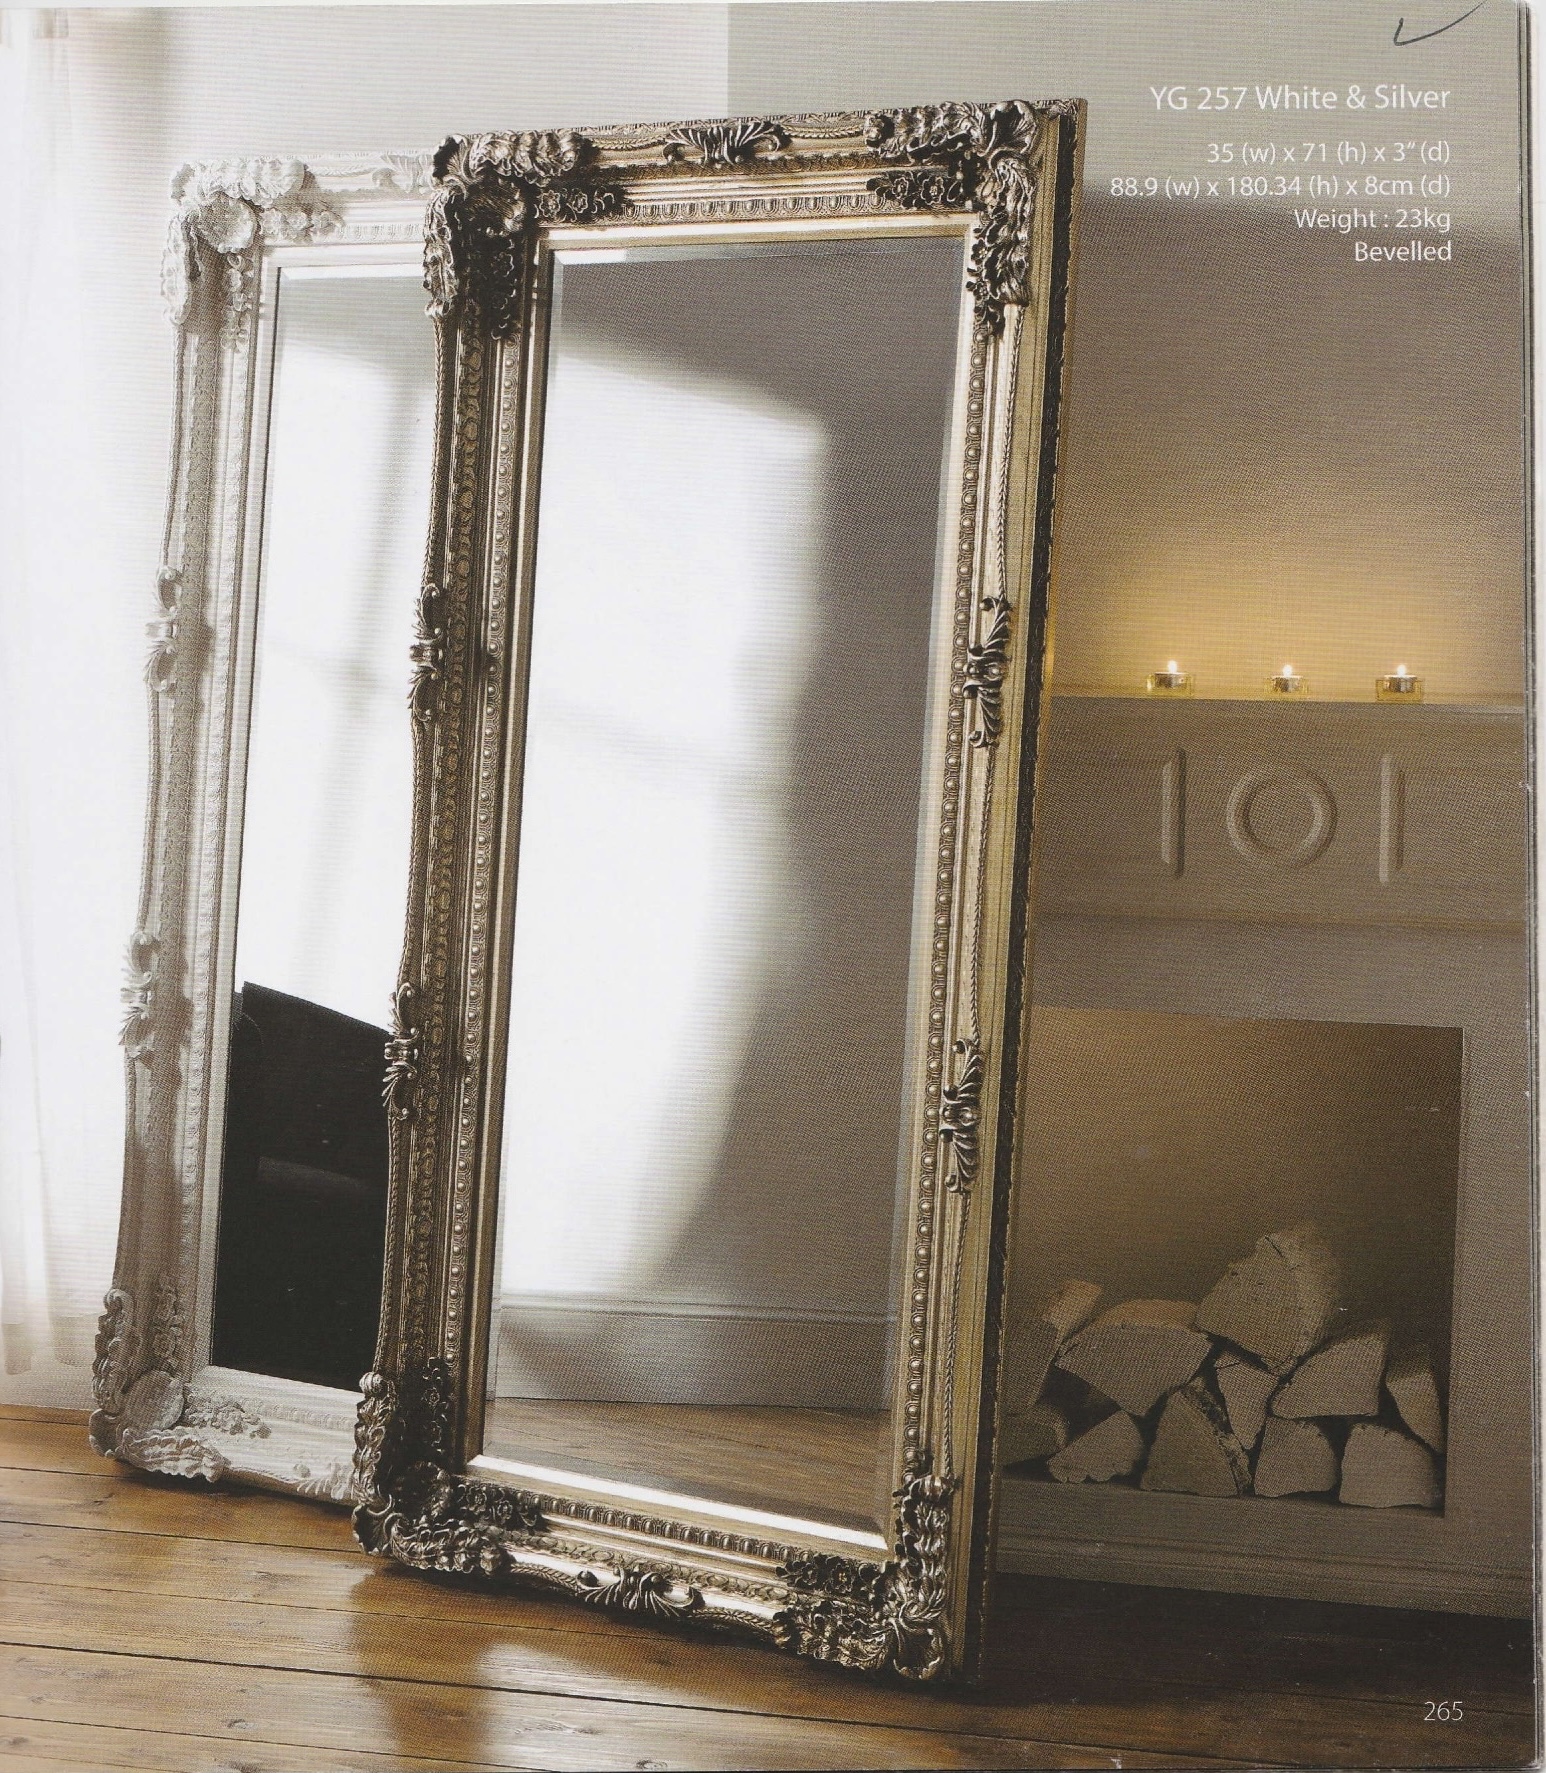 YG 257 White & Silver
35 (w) x 71 (h) x 3” (d)
88.9 (w) x 180.34 (h) x 8cm (d)
Weight : 23kg
Bevelled
265